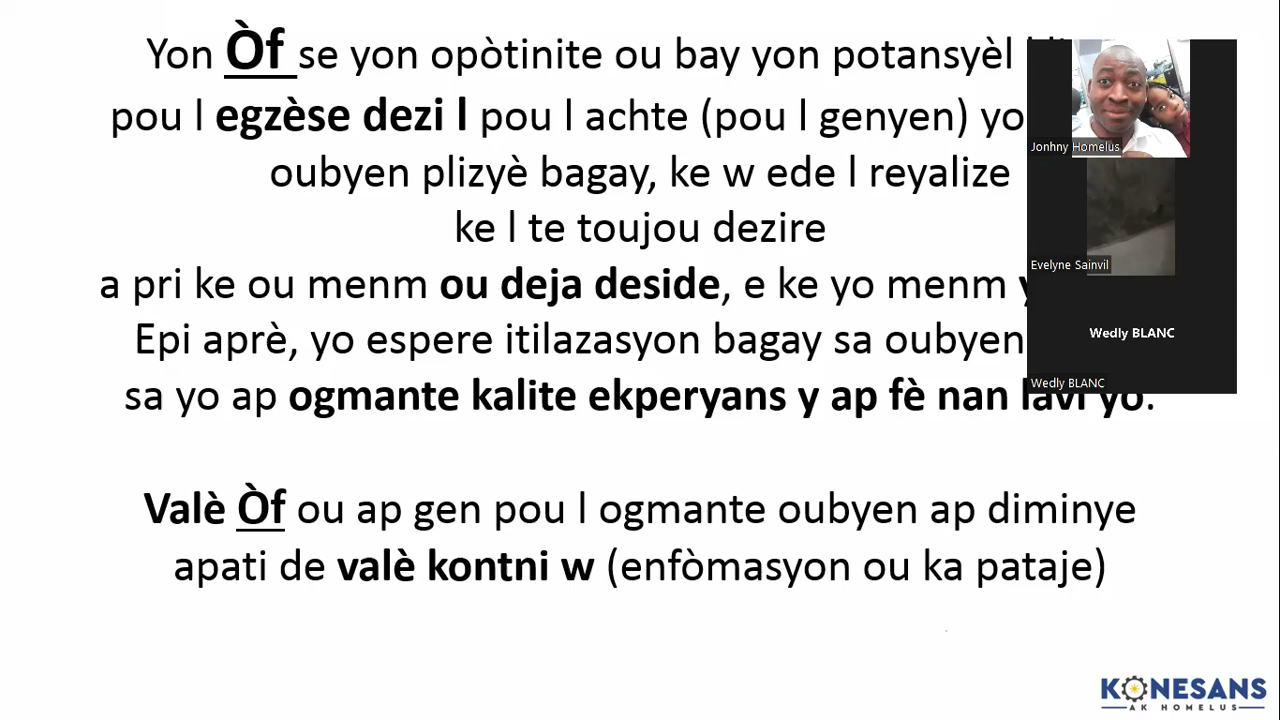 Yon Òf se yon opòtinite ou bay yon potansyèl
pou l egzèse dezi l pou l achte (pou l genyen)
oubyen plizyè bagay, ke w ede l reyalize
ke l te toujou dezire
a pri ke ou menm ou deja deside, e ke yo menm
Epi aprè, yo espere itilazasyon bagay sa oubyen
sa yo ap ogmante kalite ekperyans y ap fè nan lavi yo.
Valè Òf ou ap gen pou l ogmante oubyen ap diminye
apati de valè kontni w (enfòmasyon ou ka pataje)
Jonhny Homelus
Evelyne Sainvil
Wedly BLANC
Wedly BLANC
KONESANS
AK HOMELUS